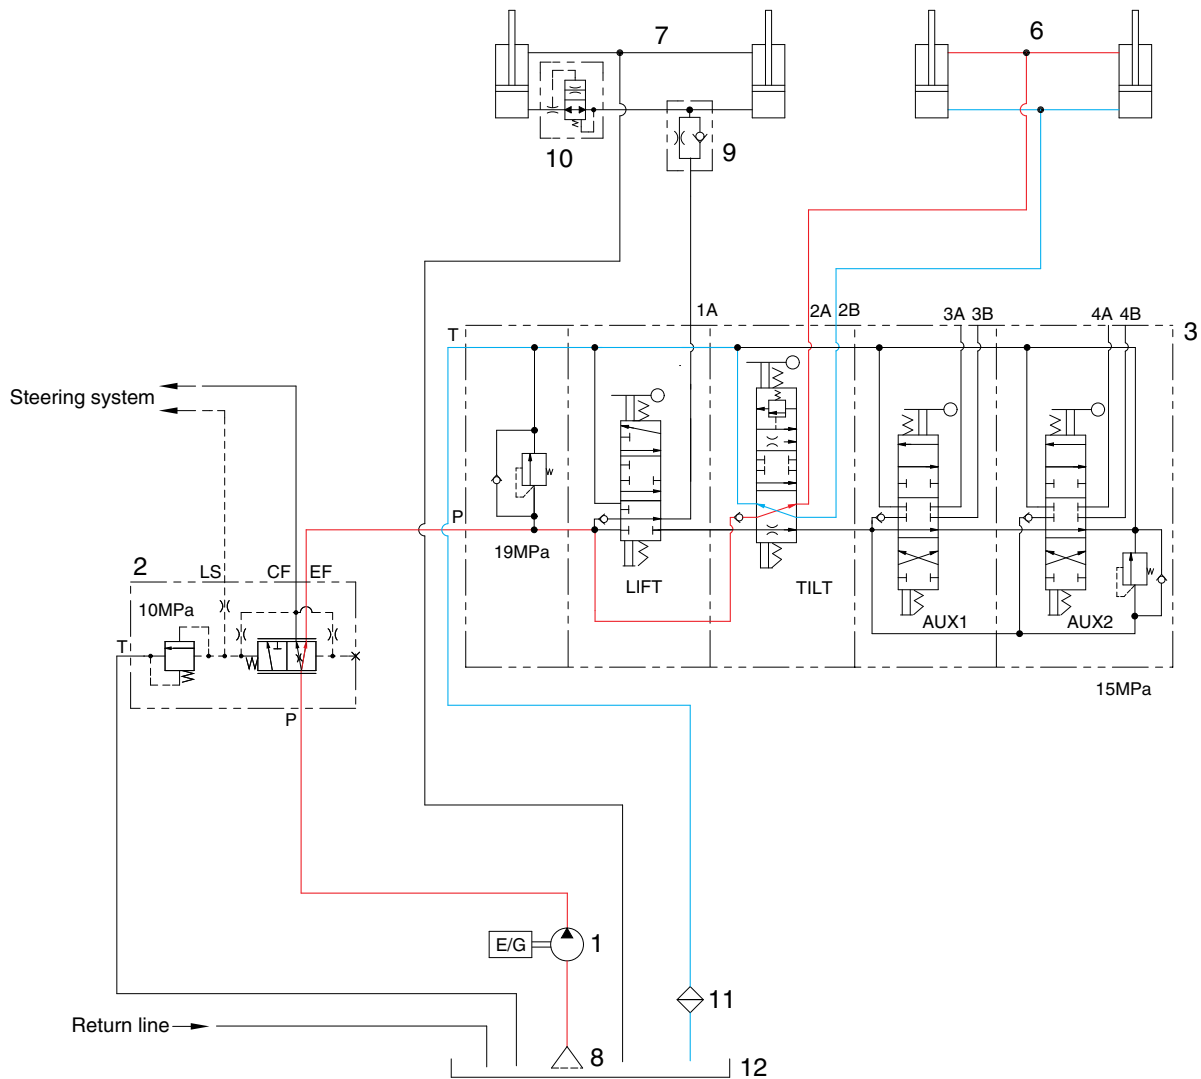 7
6
10
9
1A
2A
2B
3A
3B
4A
4B
T
3
Steering system
P
19MPa
LIFT
TILT
AUX1
AUX2
15MPa
2
LS
CF
EF
10MPa
T
P
E/G
1
11
Return line
8
12